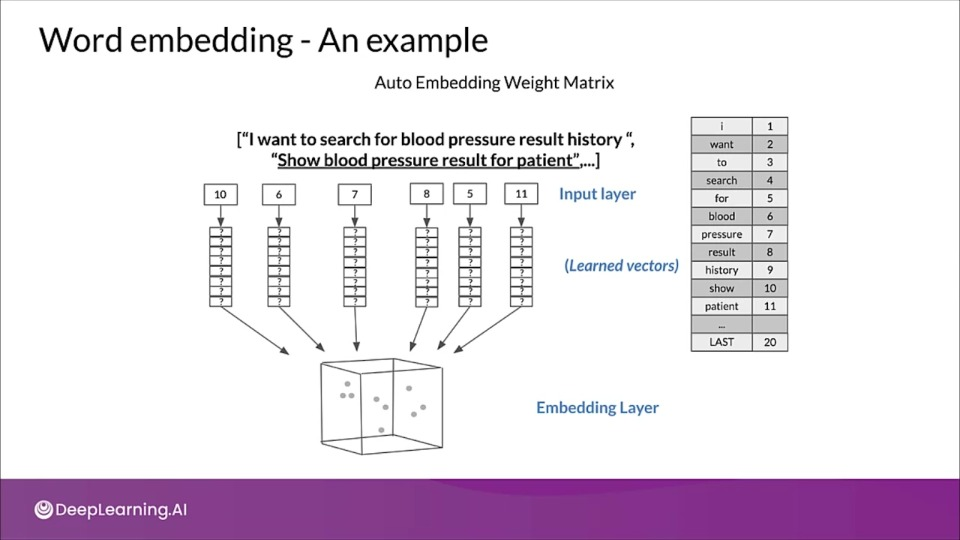 Word embedding - An example
Auto Embedding Weight Matrix
["I want to search for blood pressure result history ",
"Show blood pressure result for patient",...]
10 6 7 8 5 11 Input layer
? ? ? ? ? ?
? ? ? ? ? ?
? ? ? ? ? ?
? ? ? ? ? ?
? ? ? ? ? ?
? ? ? ? ? ?
? ? ? ? ? ?
? ? ? ? ? ?
(Learned vectors)
Embedding Layer
i 1
want 2
to 3
search 4
for 5
blood 6
pressure 7
result 8
history 9
show 10
patient 11
...
LAST 20
DeepLearning.AI